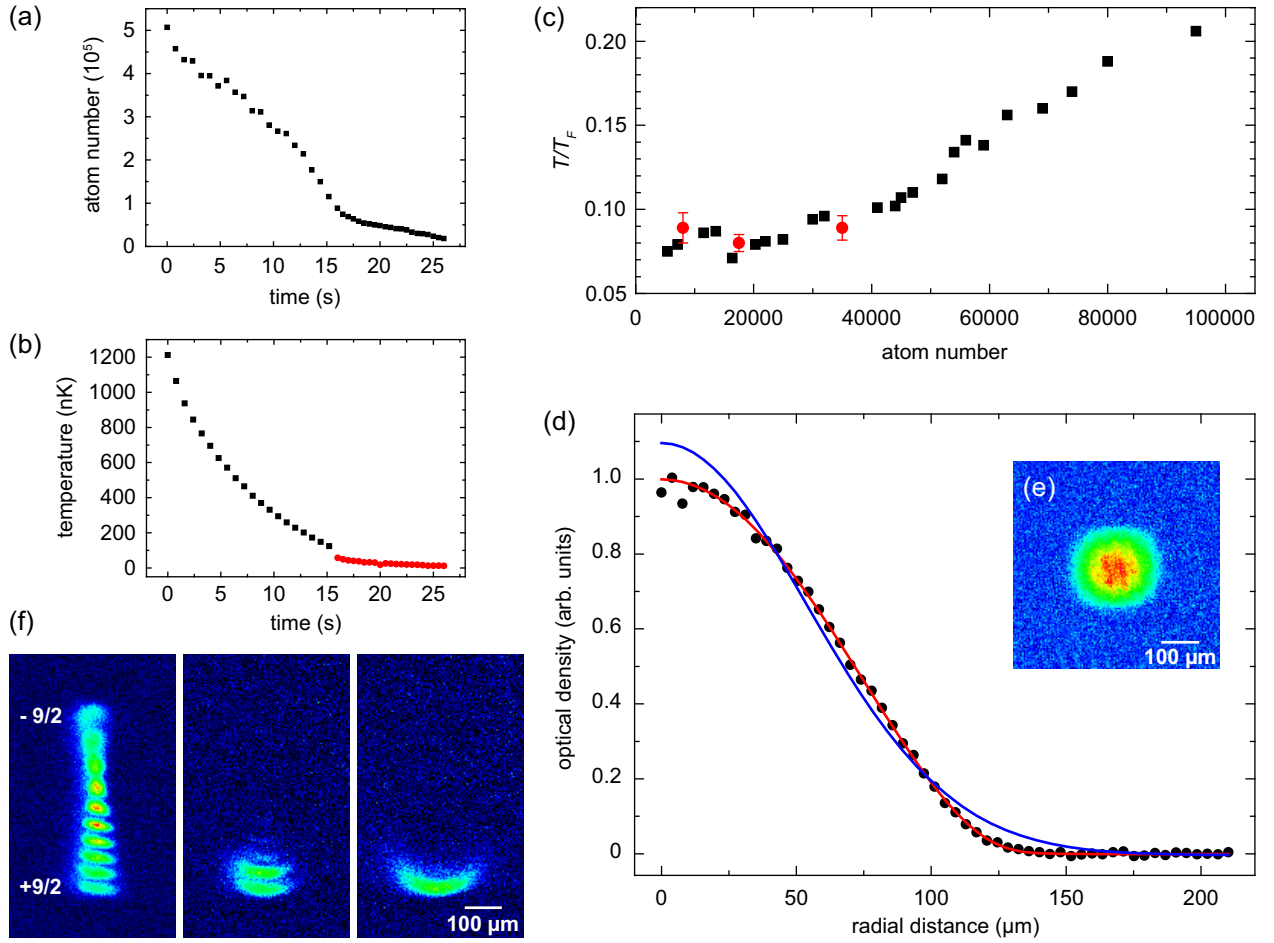 (a)
atom number (10⁵)
5
4
3
2
1
0
0 5 10 15 20 25
time (s)
(b)
temperature (nK)
1200
1000
800
600
400
200
0
0 5 10 15 20 25
time (s)
(c)
T/T_F
0.20
0.15
0.10
0.05
0 20000 40000 60000 80000 100000
atom number
(d)
optical density (arb. units)
1.0
0.8
0.6
0.4
0.2
0
0 50 100 150 200
radial distance (µm)
(e)
100 µm
(f)
- 9/2
+9/2
100 µm